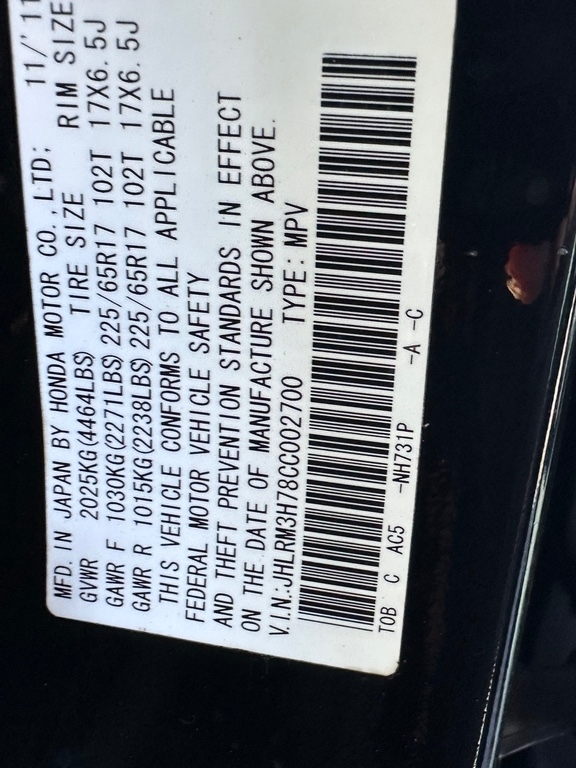 MFD. IN JAPAN BY HONDA MOTOR CO., LTD; 11/'11
GVWR 2025KG(4464LBS) TIRE SIZE RIM SIZE
GAWR F 1030KG(2271LBS) 225/65R17 102T 17X6.5J
GAWR R 1015KG(2238LBS) 225/65R17 102T 17X6.5J
THIS VEHICLE CONFORMS TO ALL APPLICABLE
FEDERAL MOTOR VEHICLE SAFETY
AND THEFT PREVENTION STANDARDS IN EFFECT
ON THE DATE OF MANUFACTURE SHOWN ABOVE.
V.I.N.:JHLRM3H78CC002700 TYPE:MPV
TOB C AC5 -NH731P -A -C